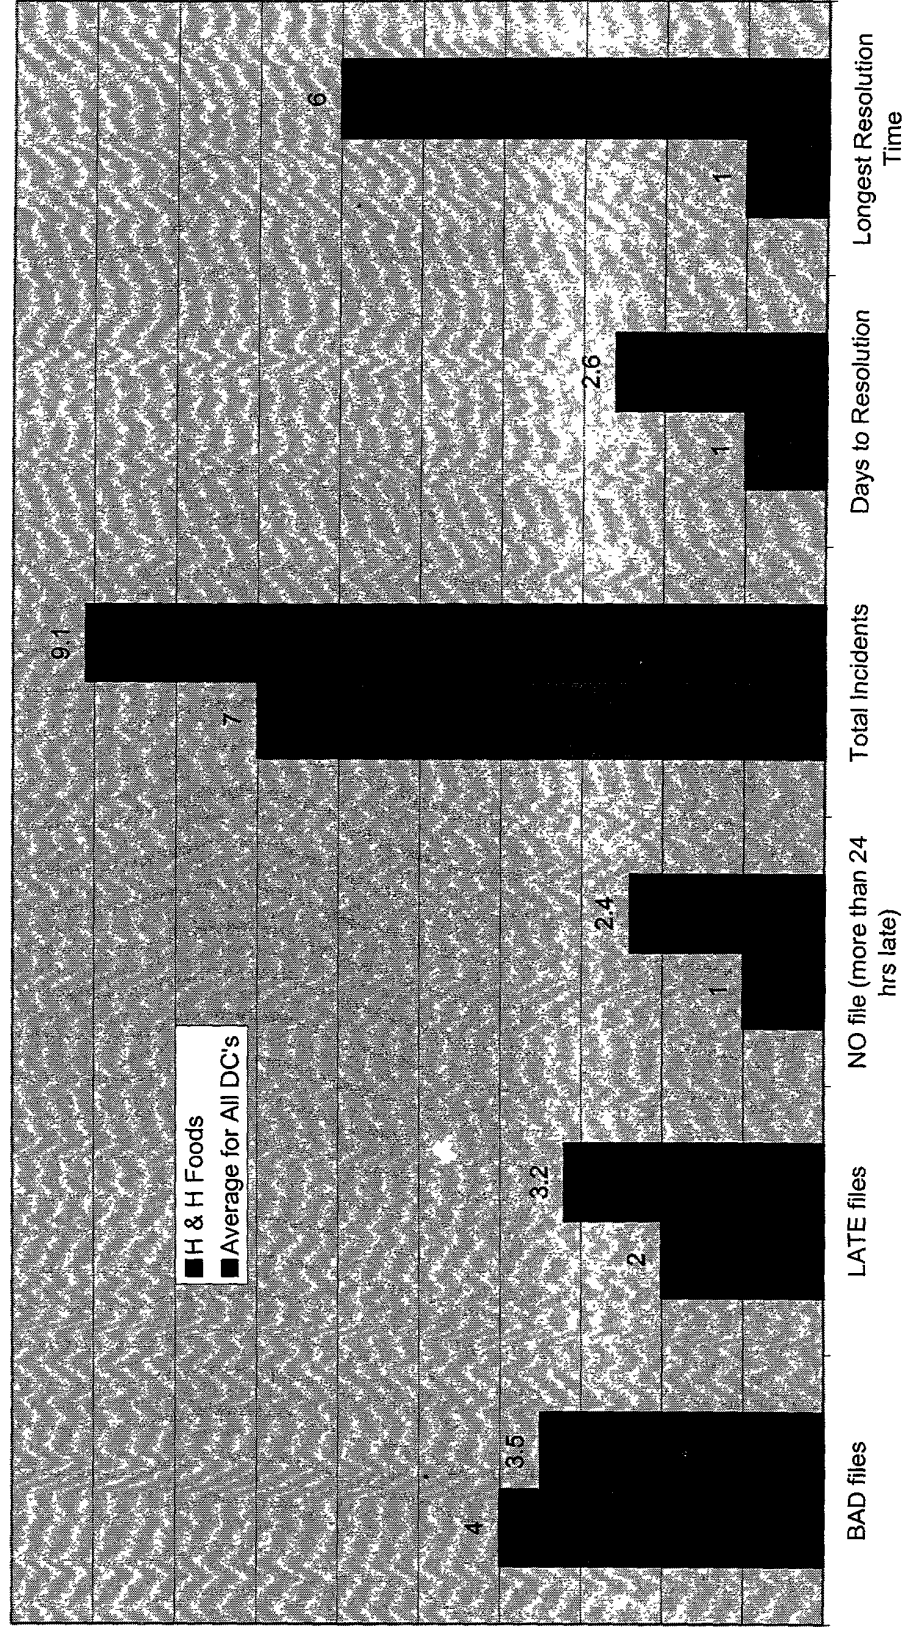 H & H Foods
Average for All DC's
4
3.5
2
3.2
1
2.4
7
9.1
1
2.6
1
6
BAD files
LATE files
NO file (more than 24
hrs late)
Total Incidents
Days to Resolution
Longest Resolution
Time